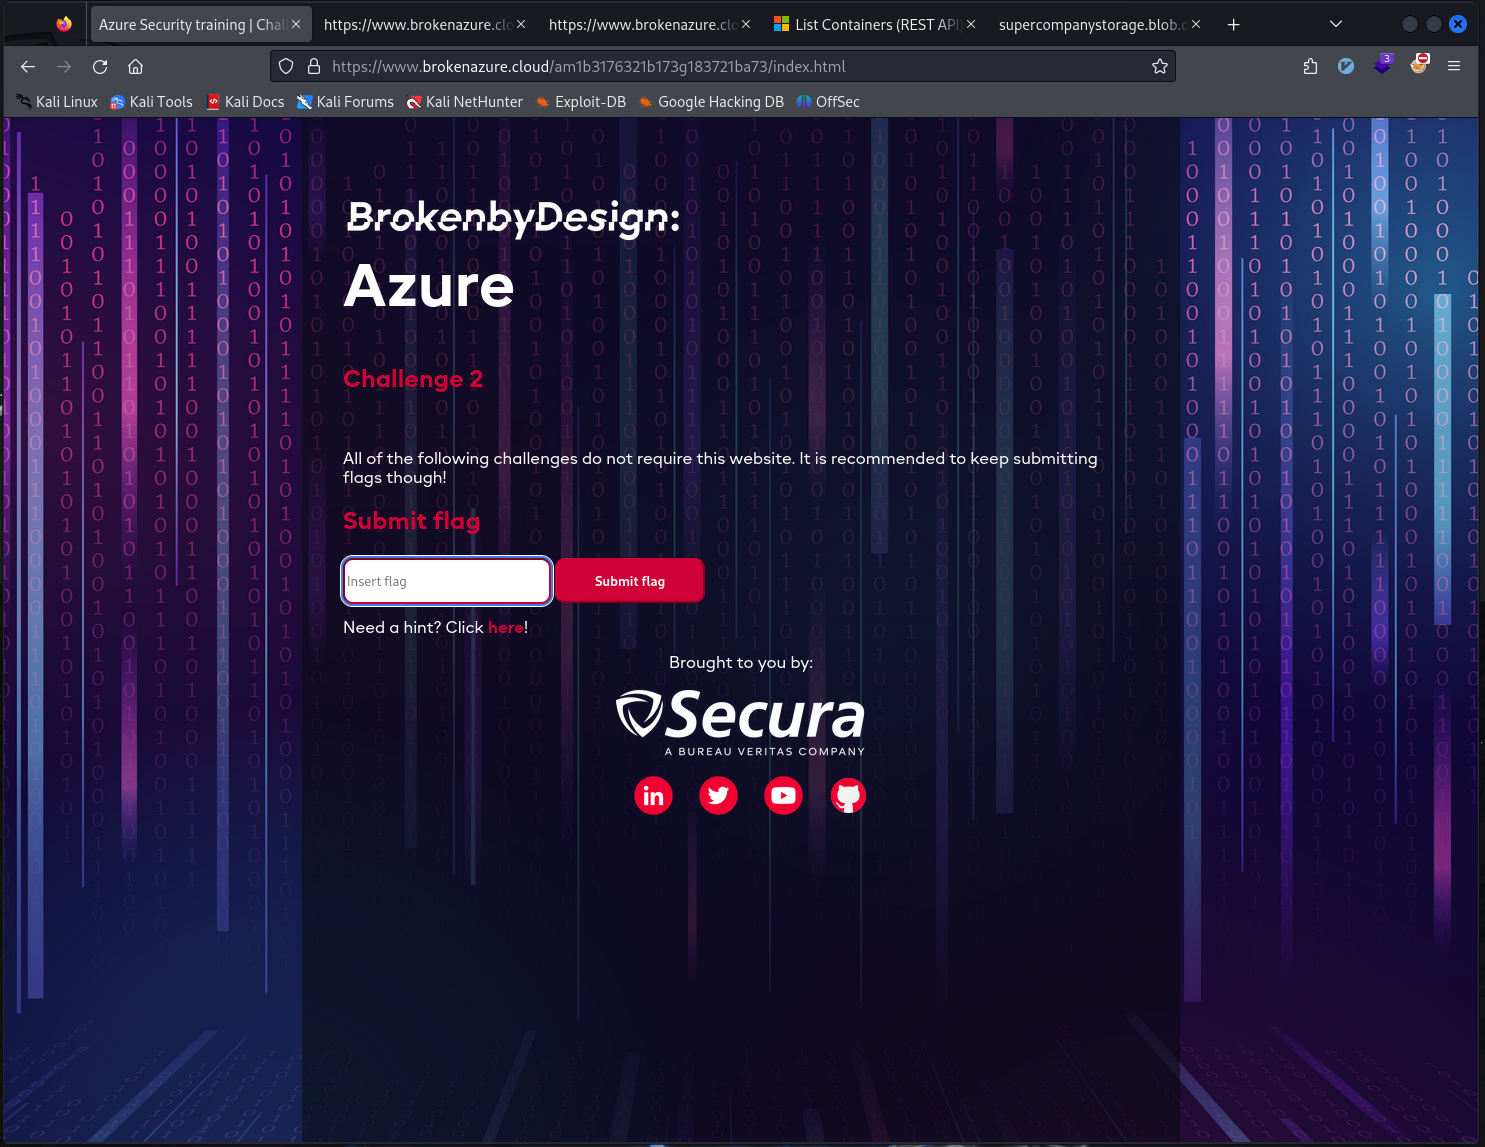 Azure Security training | Chal
https://www.brokenazure.clo
https://www.brokenazure.clo
List Containers (REST API)
supercompanystorage.blob.c
https://www.brokenazure.cloud/am1b3176321b173g183721ba73/index.html
3
Kali Linux
Kali Tools
Kali Docs
Kali Forums
Kali NetHunter
Exploit-DB
Google Hacking DB
OffSec
BrokenbyDesign:
Azure
Challenge 2
All of the following challenges do not require this website. It is recommended to keep submitting
flags though!
Submit flag
Insert flag
Submit flag
Need a hint? Click here!
Brought to you by:
Secura
A BUREAU VERITAS COMPANY
in